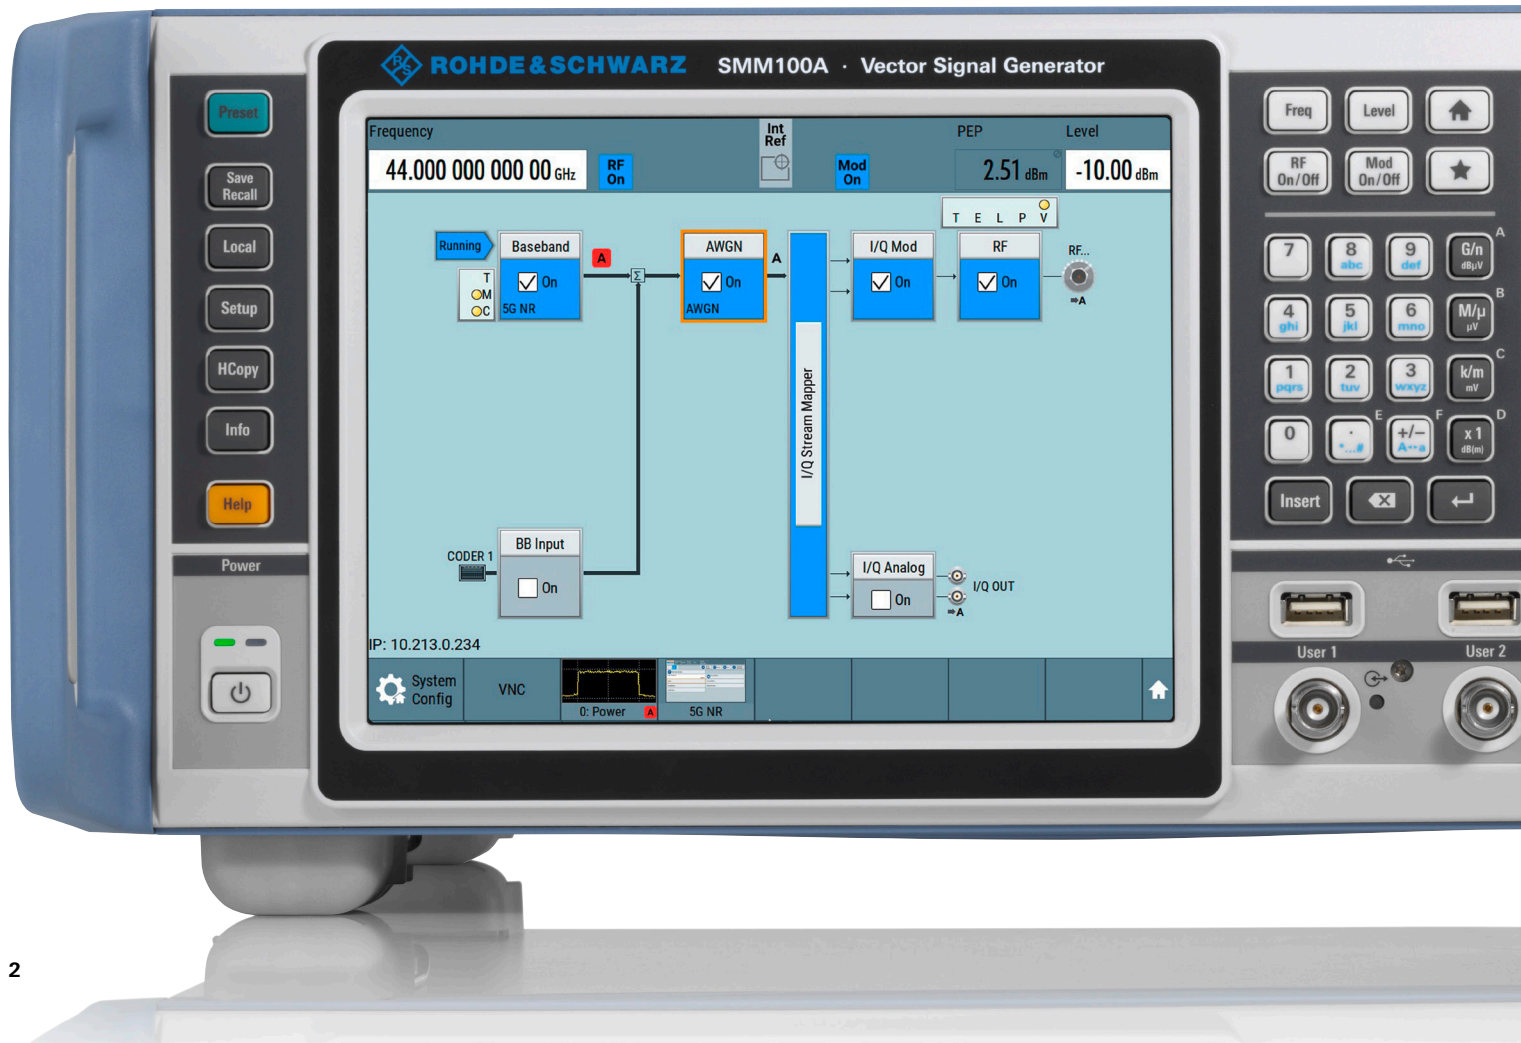 ROHDE & SCHWARZ SMM100A · Vector Signal Generator
Preset
Save
Recall
Local
Setup
HCopy
Info
Help
Power
Frequency
44.000 000 000 00 GHz
RF
On
Int
Ref
Mod
On
PEP
2.51 dBm
Level
-10.00 dBm
T E L P V
Running
Baseband
On
5G NR
T
M
C
A
Σ
AWGN
On
AWGN
A
I/Q Stream Mapper
I/Q Mod
On
RF
On
RF...
⇒A
CODER 1
BB Input
On
I/Q Analog
On
I/Q OUT
⇒A
IP: 10.213.0.234
System
Config
VNC
0: Power A
5G NR
Freq
Level
RF
On/Off
Mod
On/Off
7
8
abc
9
def
G/n
dBµV
A
4
ghi
5
jkl
6
mno
M/µ
µV
B
1
pqrs
2
tuv
3
wxyz
k/m
mV
C
0
.
*...#
E
+/−
A↔a
F
x 1
dB(m)
D
Insert
User 1
User 2
2